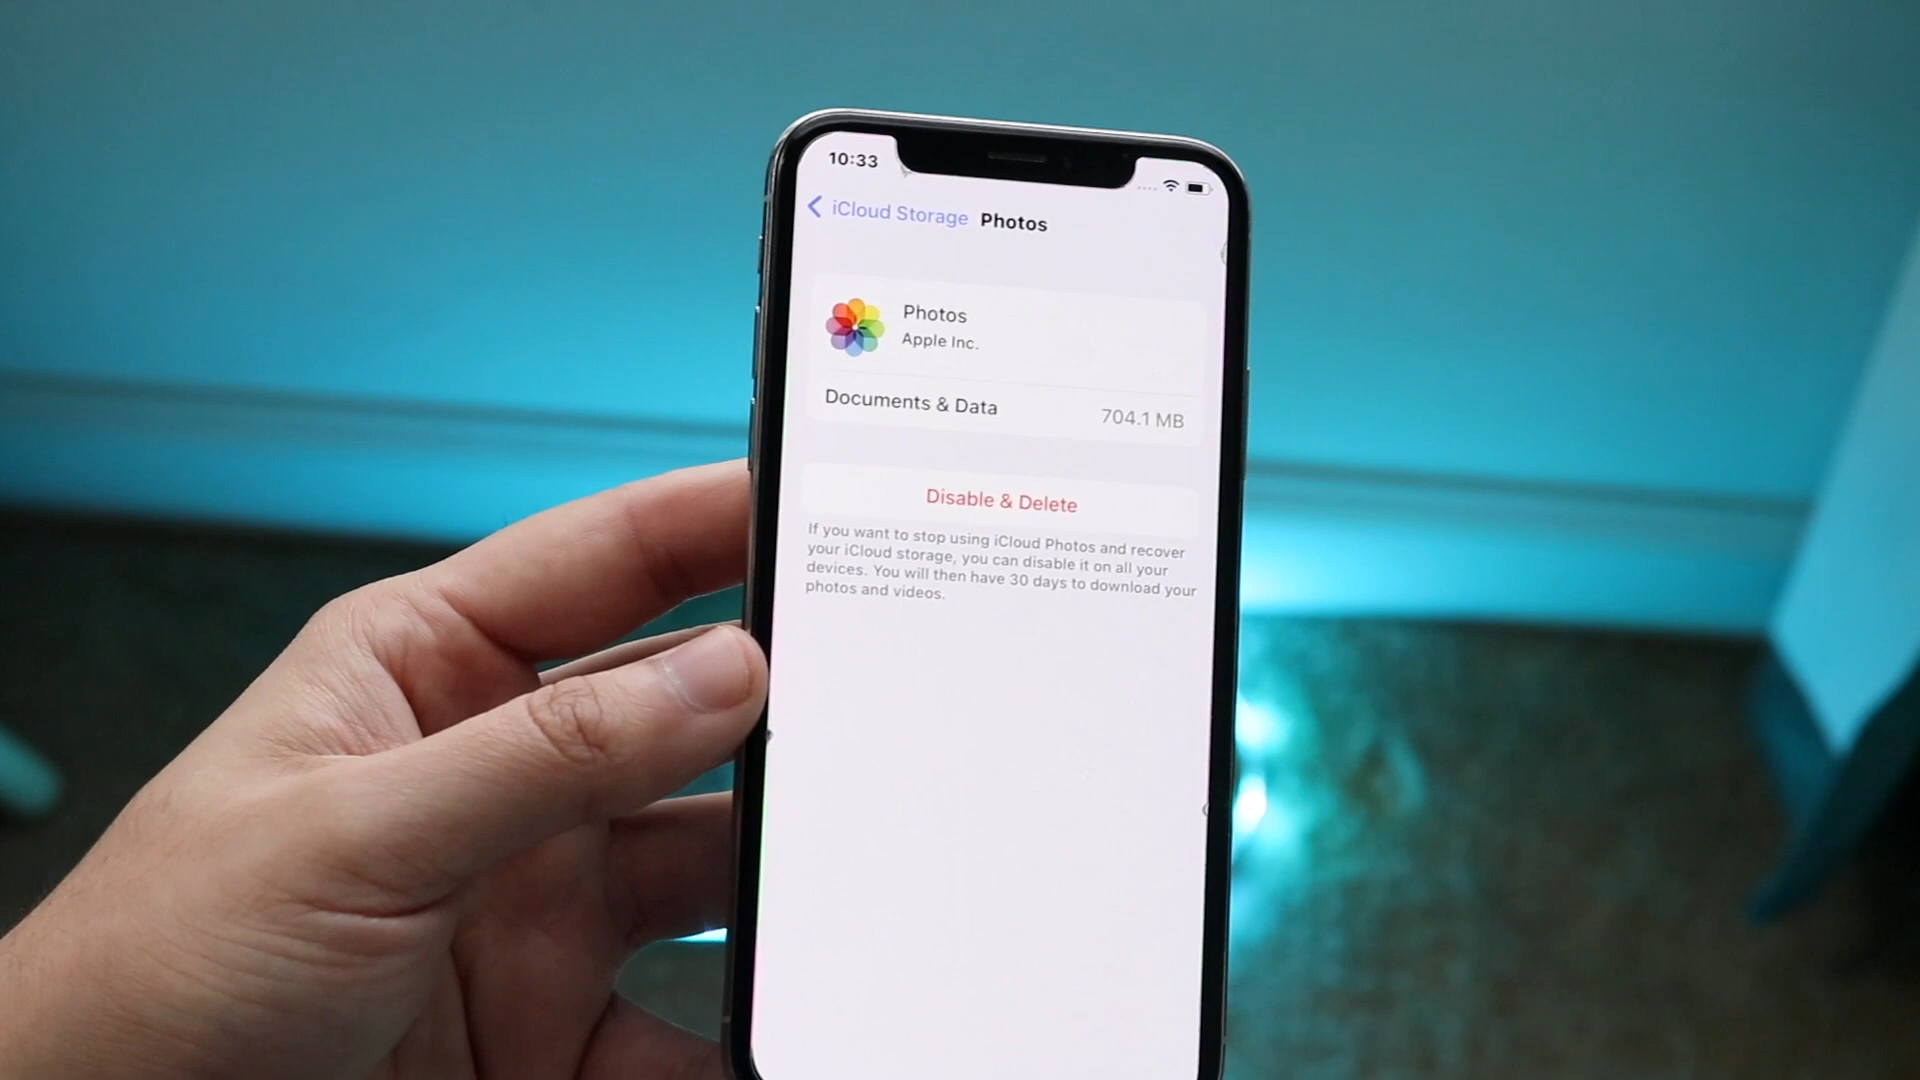 10:33
iCloud Storage Photos
Photos
Apple Inc.
Documents & Data 704.1 MB
Disable & Delete
If you want to stop using iCloud Photos and recover
your iCloud storage, you can disable it on all your
devices. You will then have 30 days to download your
photos and videos.